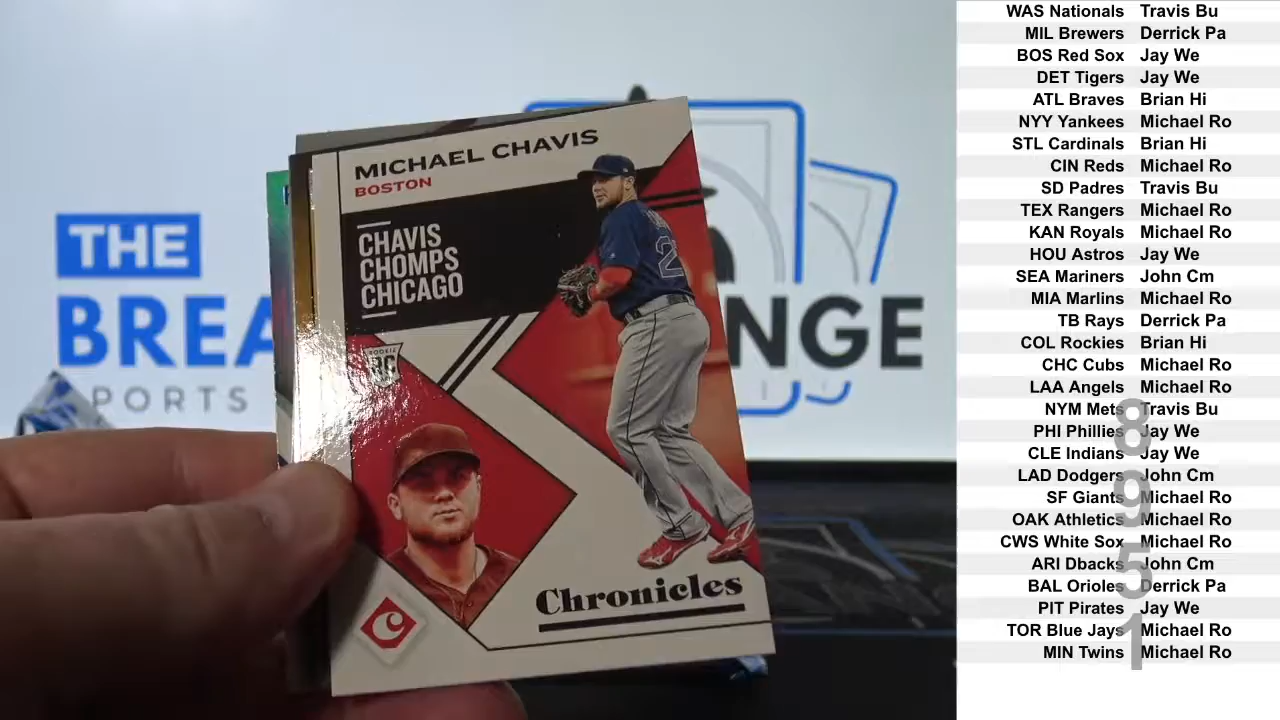 THE
BREA
NGE
PORTS
MICHAEL CHAVIS
BOSTON
CHAVIS
CHOMPS
CHICAGO
ROOKIE
RC
2
Chronicles
C
WAS Nationals Travis Bu
MIL Brewers Derrick Pa
BOS Red Sox Jay We
DET Tigers Jay We
ATL Braves Brian Hi
NYY Yankees Michael Ro
STL Cardinals Brian Hi
CIN Reds Michael Ro
SD Padres Travis Bu
TEX Rangers Michael Ro
KAN Royals Michael Ro
HOU Astros Jay We
SEA Mariners John Cm
MIA Marlins Michael Ro
TB Rays Derrick Pa
COL Rockies Brian Hi
CHC Cubs Michael Ro
LAA Angels Michael Ro
NYM Mets Travis Bu
PHI Phillies Jay We
CLE Indians Jay We
LAD Dodgers John Cm
SF Giants Michael Ro
OAK Athletics Michael Ro
CWS White Sox Michael Ro
ARI Dbacks John Cm
BAL Orioles Derrick Pa
PIT Pirates Jay We
TOR Blue Jays Michael Ro
MIN Twins Michael Ro
8
9
5
1